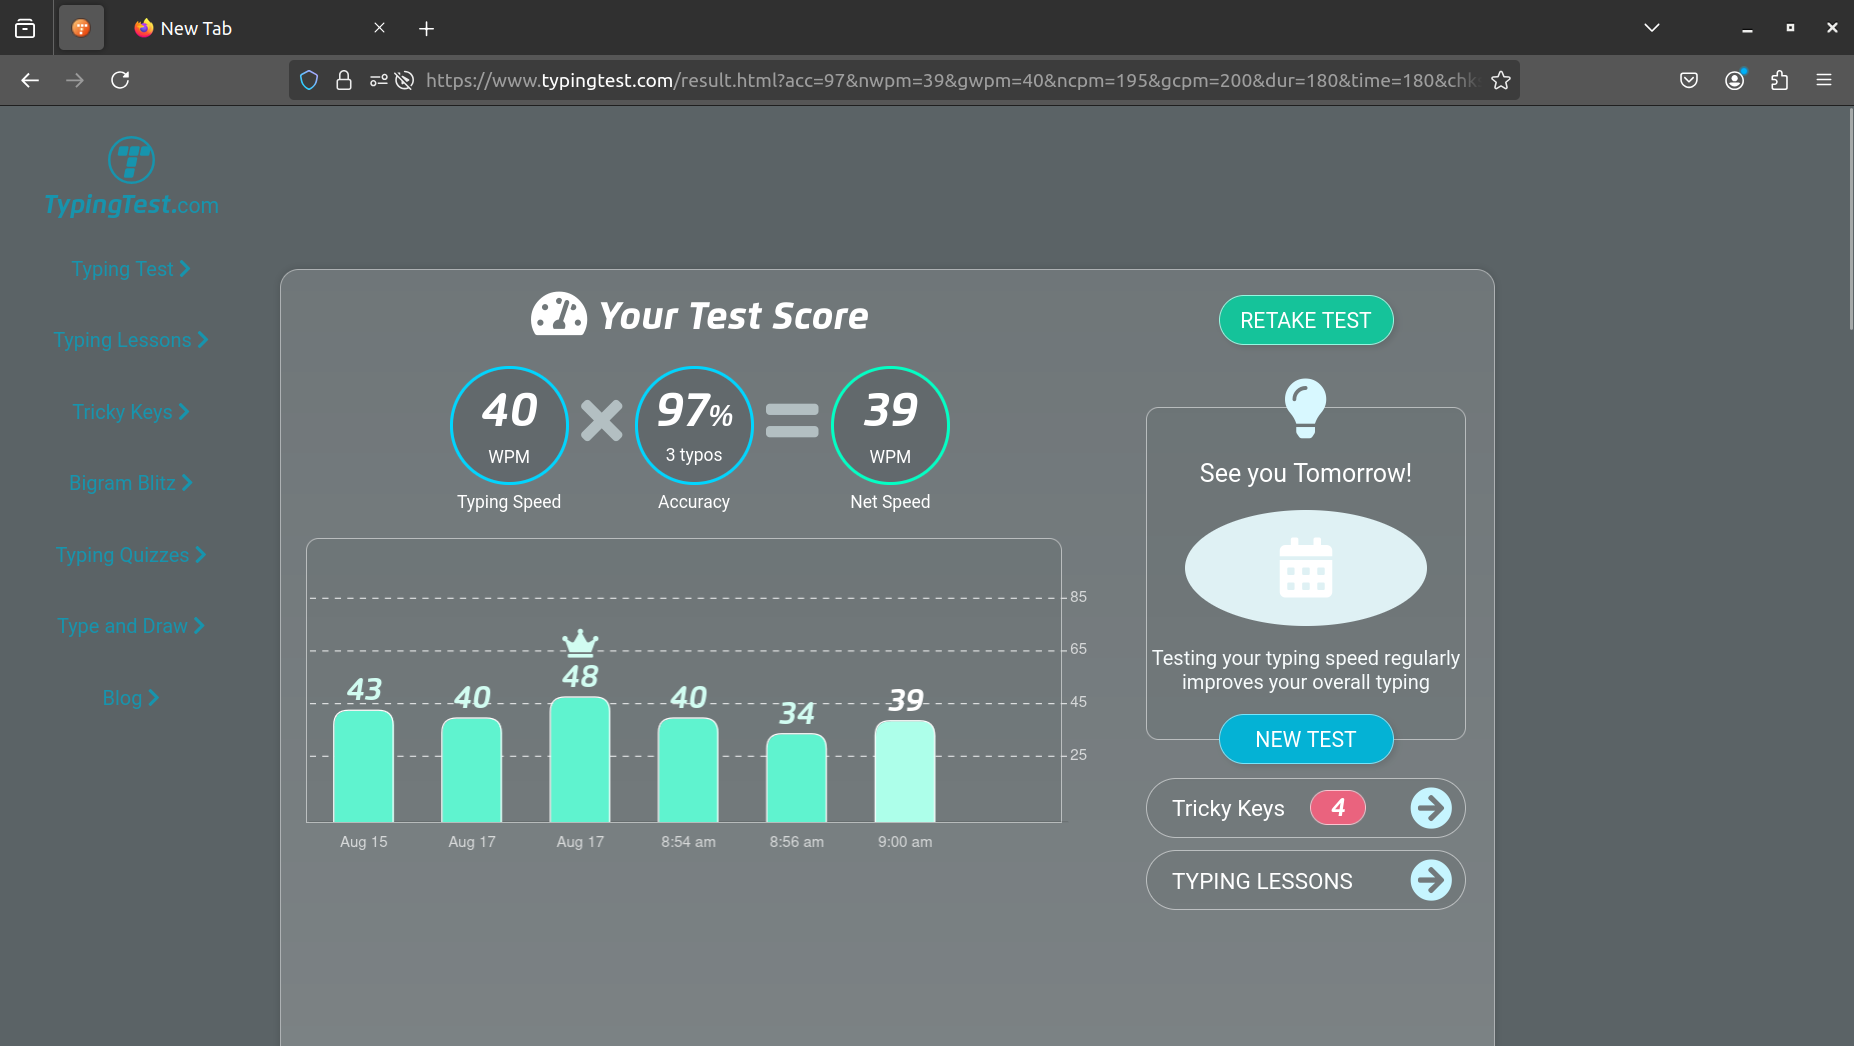 New Tab
https://www.typingtest.com/result.html?acc=97&nwpm=39&gwpm=40&ncpm=195&gcpm=200&dur=180&time=180&chk
TypingTest.com
Typing Test
Typing Lessons
Tricky Keys
Bigram Blitz
Typing Quizzes
Type and Draw
Blog
Your Test Score
40
WPM
Typing Speed
97%
3 typos
Accuracy
39
WPM
Net Speed
85
65
45
25
43
40
48
40
34
39
Aug 15
Aug 17
Aug 17
8:54 am
8:56 am
9:00 am
RETAKE TEST
See you Tomorrow!
Testing your typing speed regularly
improves your overall typing
NEW TEST
Tricky Keys 4
TYPING LESSONS